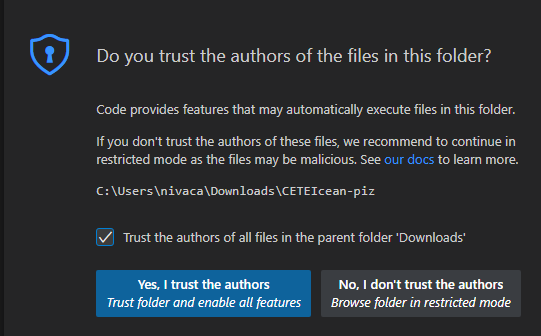 Do you trust the authors of the files in this folder?
Code provides features that may automatically execute files in this folder.
If you don't trust the authors of these files, we recommend to continue in
restricted mode as the files may be malicious. See our docs to learn more.
C:\Users\nivaca\Downloads\CETEIcean-piz
Trust the authors of all files in the parent folder 'Downloads'
Yes, I trust the authors
Trust folder and enable all features
No, I don't trust the authors
Browse folder in restricted mode